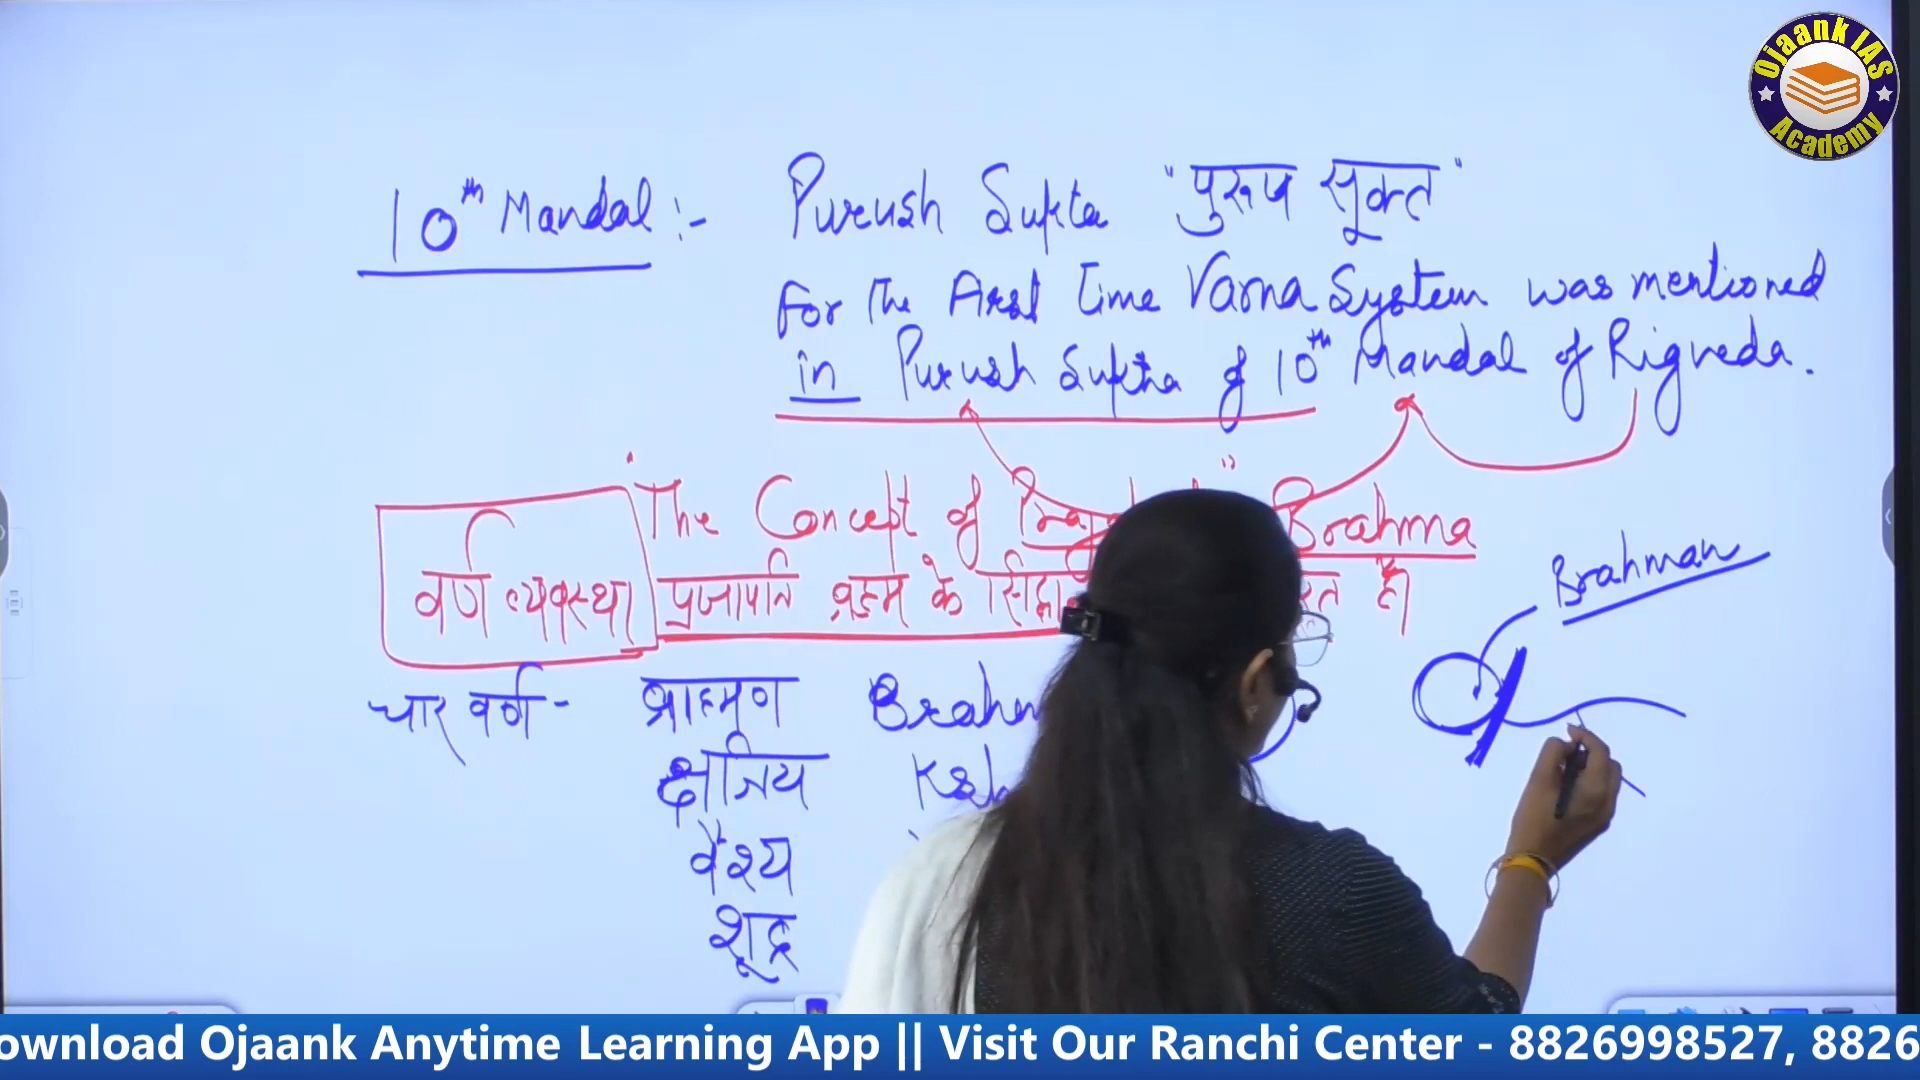 Ojaank IAS Academy
10th Mandal :- Purush Sukta "पुरूष सूक्त"
For The First Time Varna System was mentioned
in Purush Suktha of 10th Mandal of Rigveda.
"The Concept of " Brahma
वर्ण व्यवस्था प्रजापति ब्रह्म के है।
Brahman
चार वर्ण - ब्राह्मण
क्षत्रिय
वैश्य
शूद्र
ownload Ojaank Anytime Learning App || Visit Our Ranchi Center - 8826998527, 8826